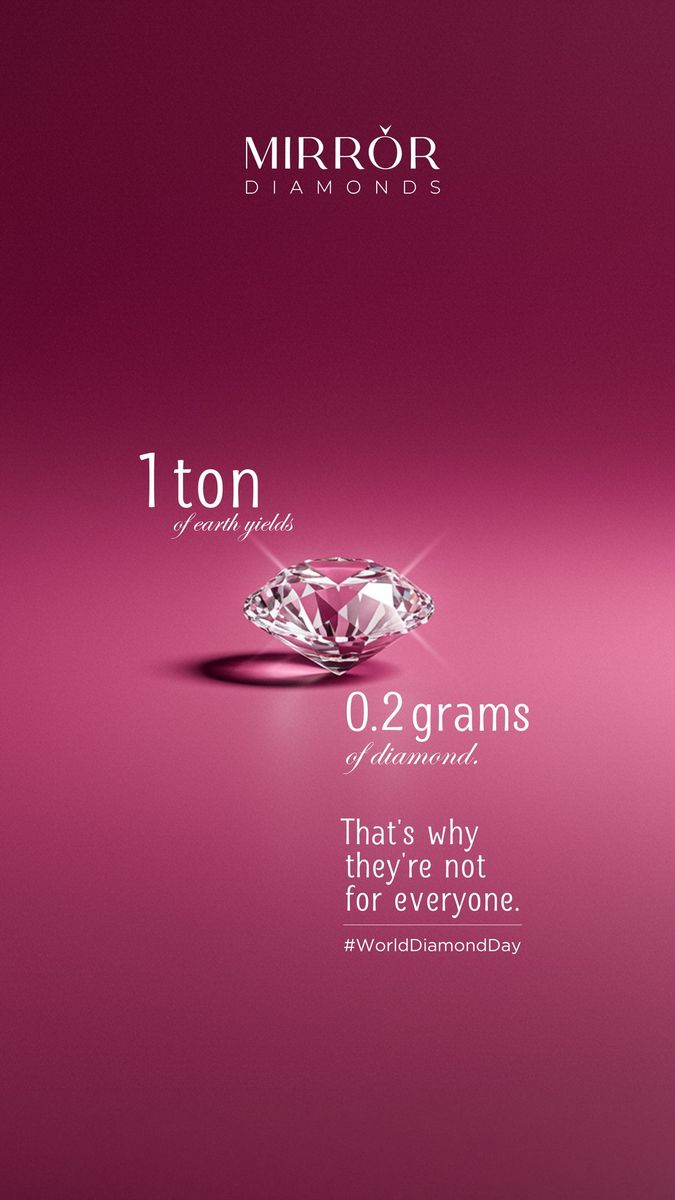 MIRRǑR
DIAMONDS
1 ton
of earth yields
0.2 grams
of diamond.
That's why
they're not
for everyone.
#WorldDiamondDay